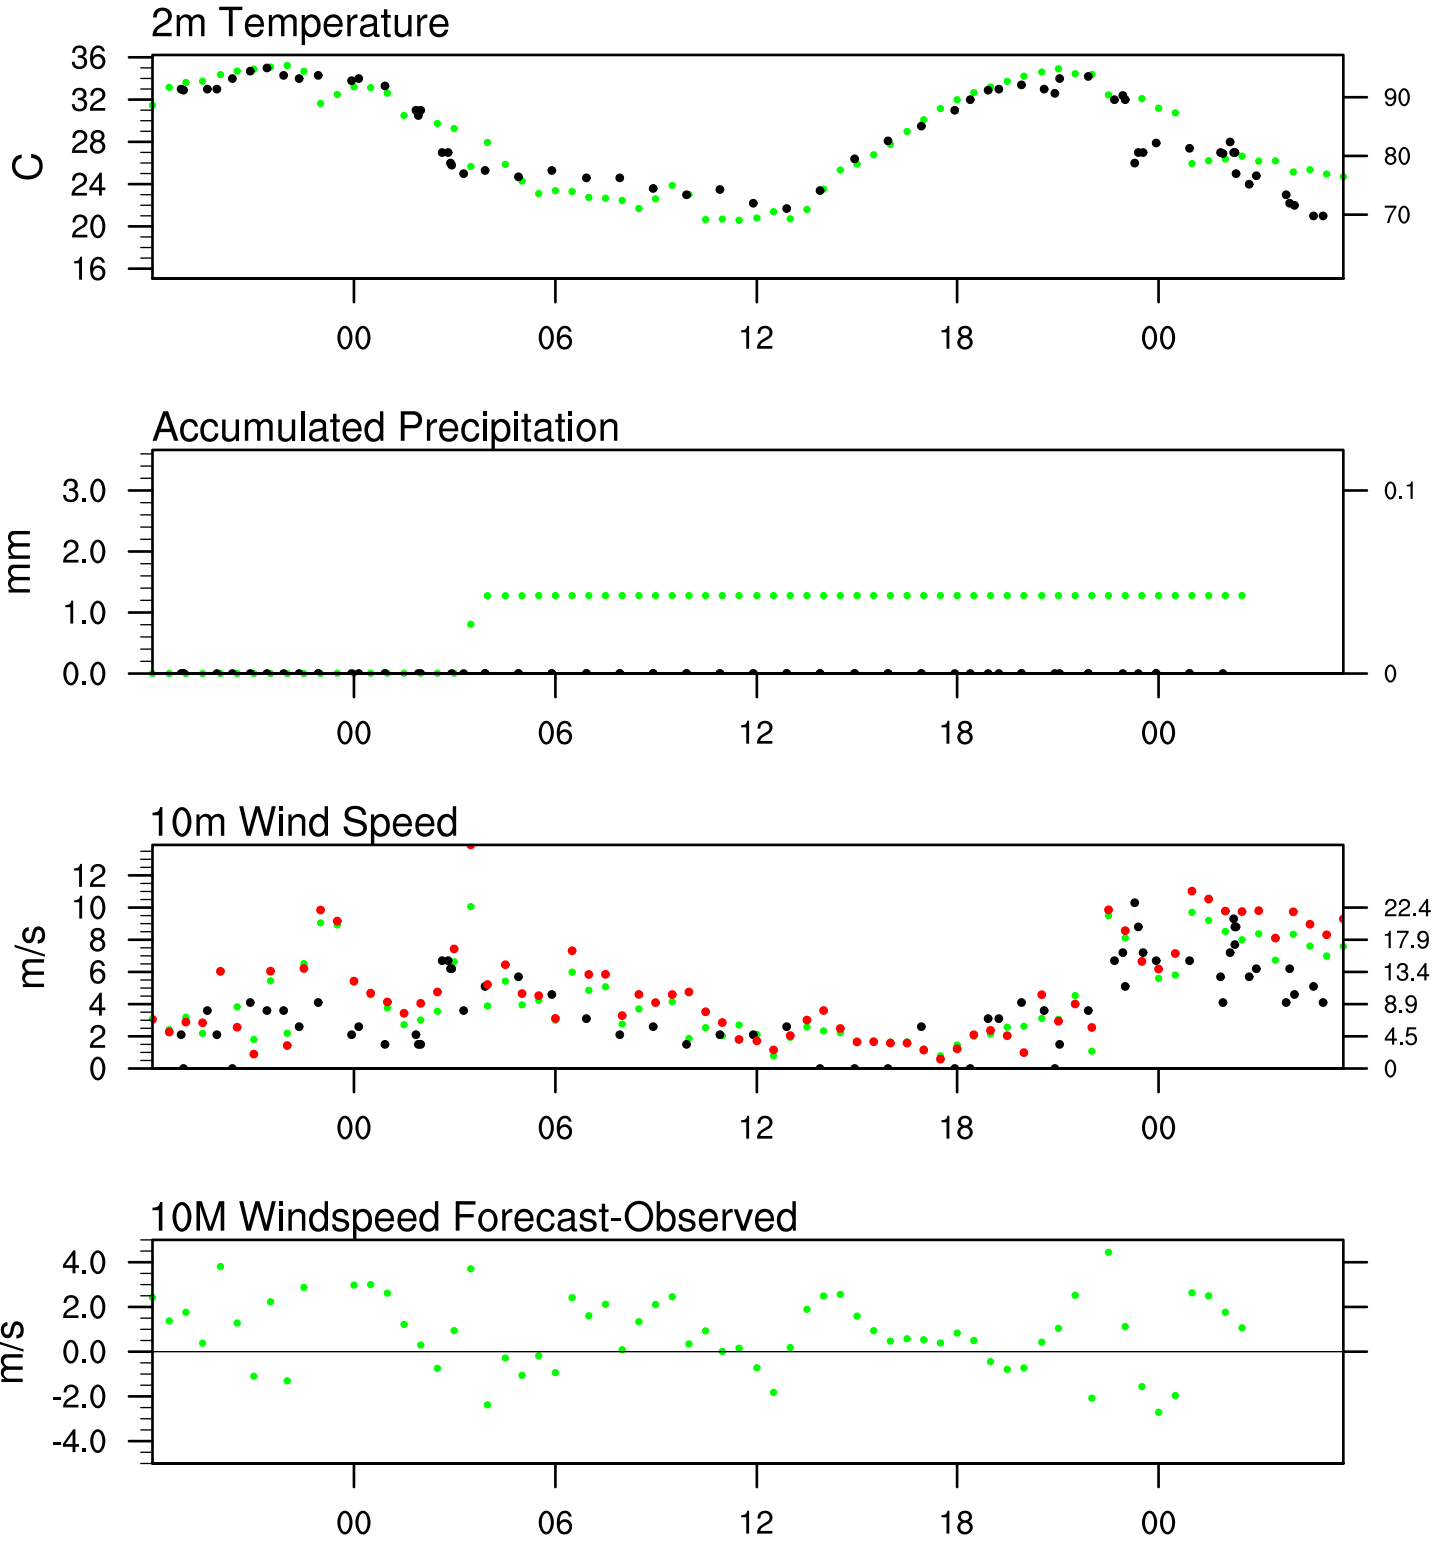 2m Temperature
36
32
28
24
20
16
C
90
80
70
00 06 12 18 00
Accumulated Precipitation
3.0
2.0
1.0
0.0
mm
0.1
0
00 06 12 18 00
10m Wind Speed
12
10
8
6
4
2
0
m/s
22.4
17.9
13.4
8.9
4.5
0
00 06 12 18 00
10M Windspeed Forecast-Observed
4.0
2.0
0.0
-2.0
-4.0
m/s
00 06 12 18 00